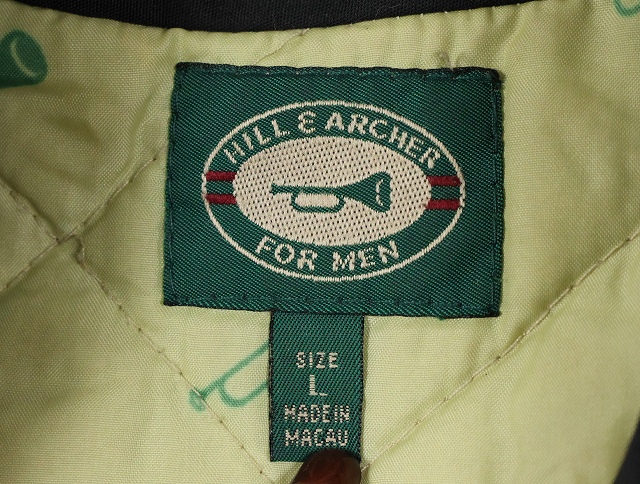 HILL & ARCHER
FOR MEN
SIZE
L
MADE IN
MACAU